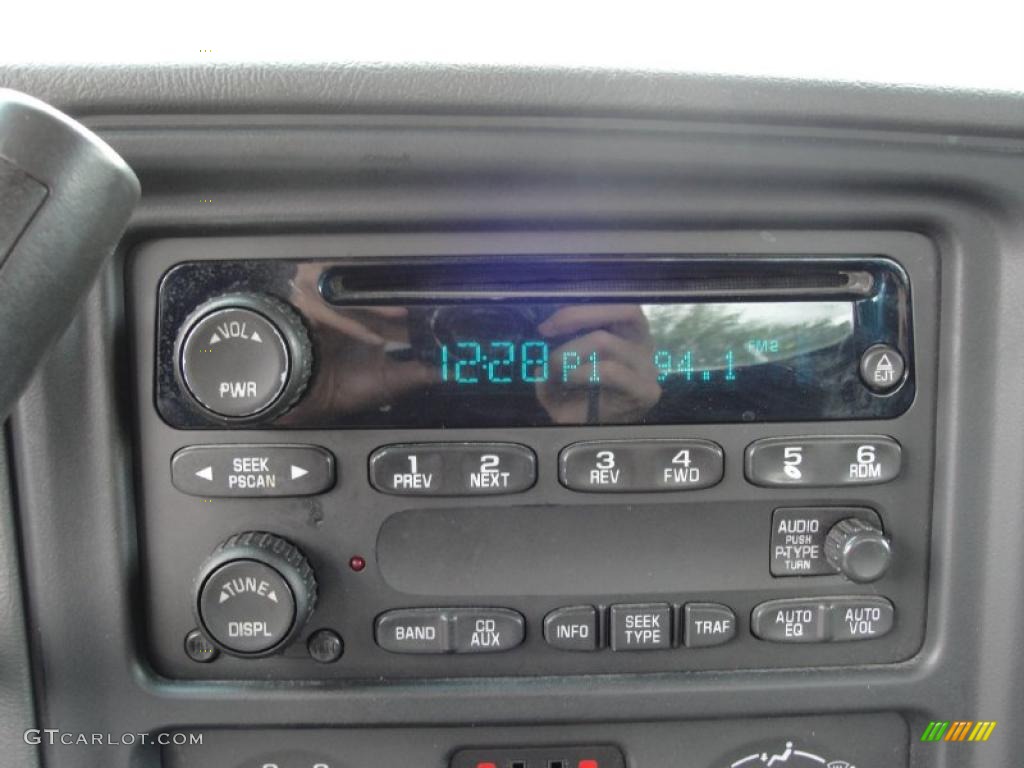 VOL
PWR
12:28 P1 94.1 FM2
EJT
SEEK
PSCAN
1
PREV
2
NEXT
3
REV
4
FWD
5
6
RDM
AUDIO
PUSH
P-TYPE
TURN
TUNE
DISPL
BAND
CD
AUX
INFO
SEEK
TYPE
TRAF
AUTO
EQ
AUTO
VOL
GTCARLOT.COM